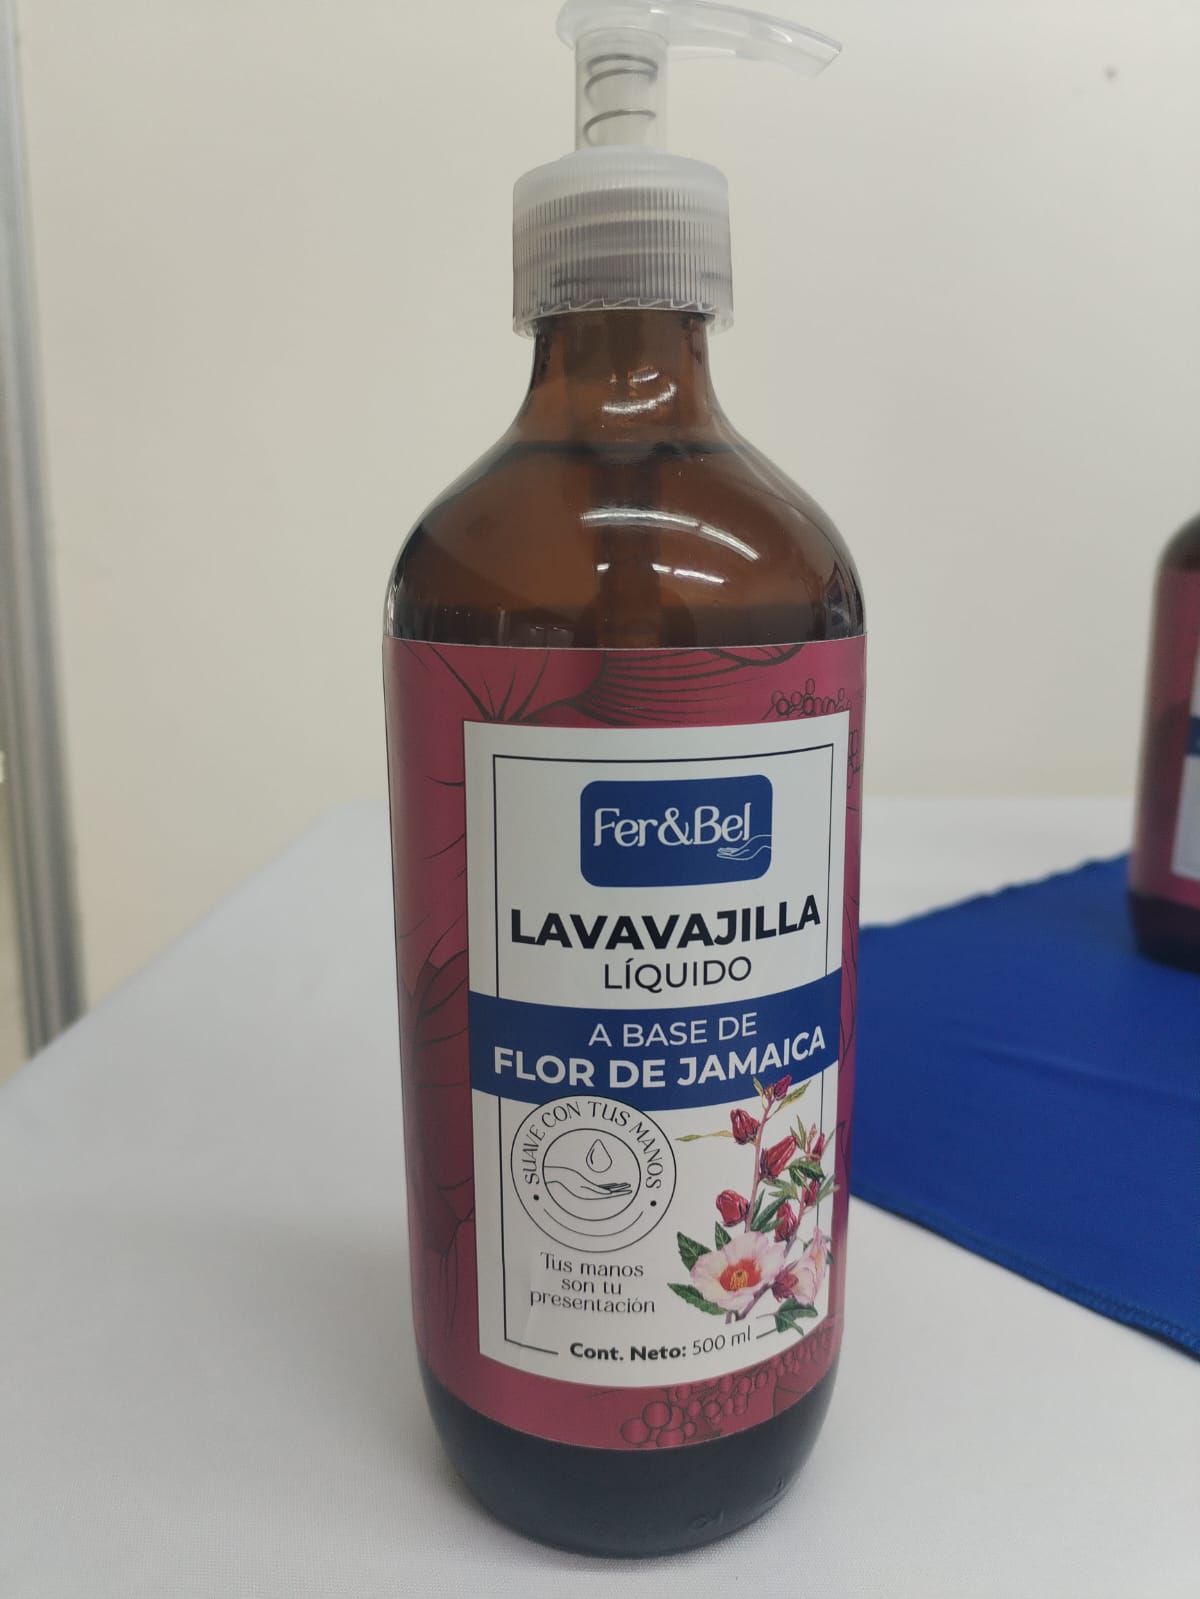 Fer&Bel
LAVAVAJILLA
LÍQUIDO
A BASE DE
FLOR DE JAMAICA
• SUAVE CON TUS MANOS •
Tus manos
son tu
presentación
Cont. Neto: 500 ml